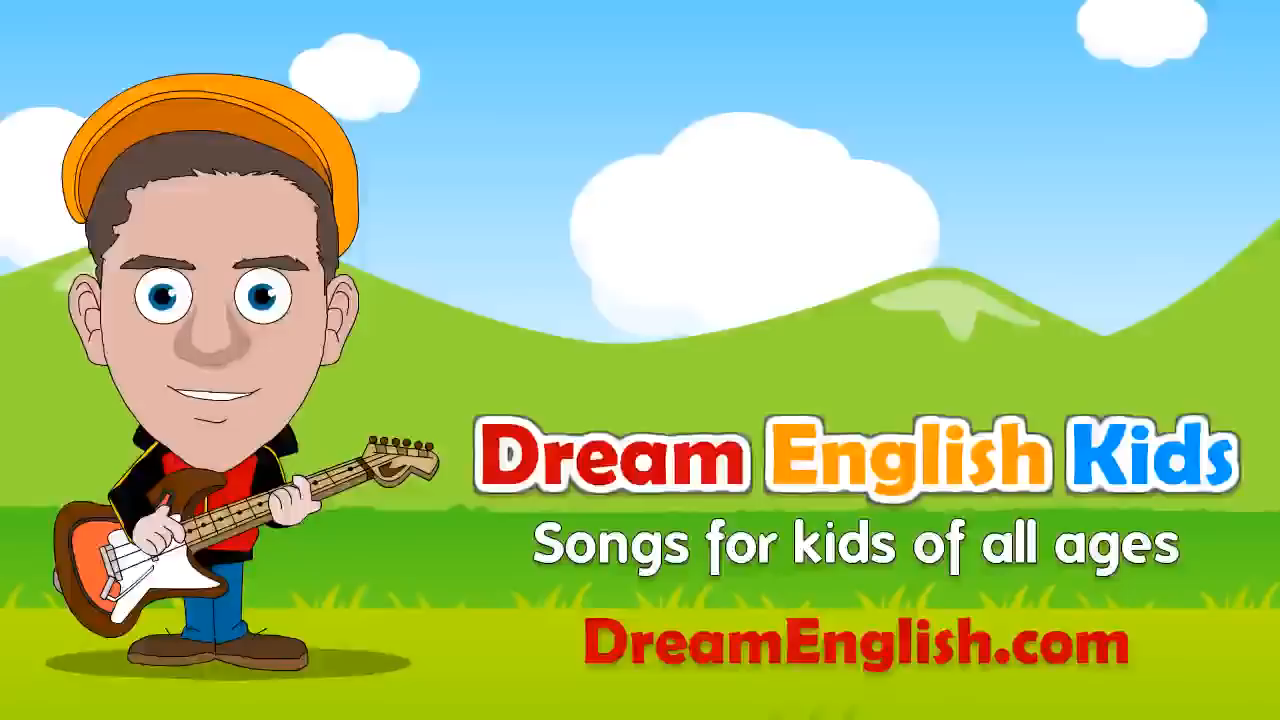 Dream English Kids
Songs for kids of all ages
DreamEnglish.com